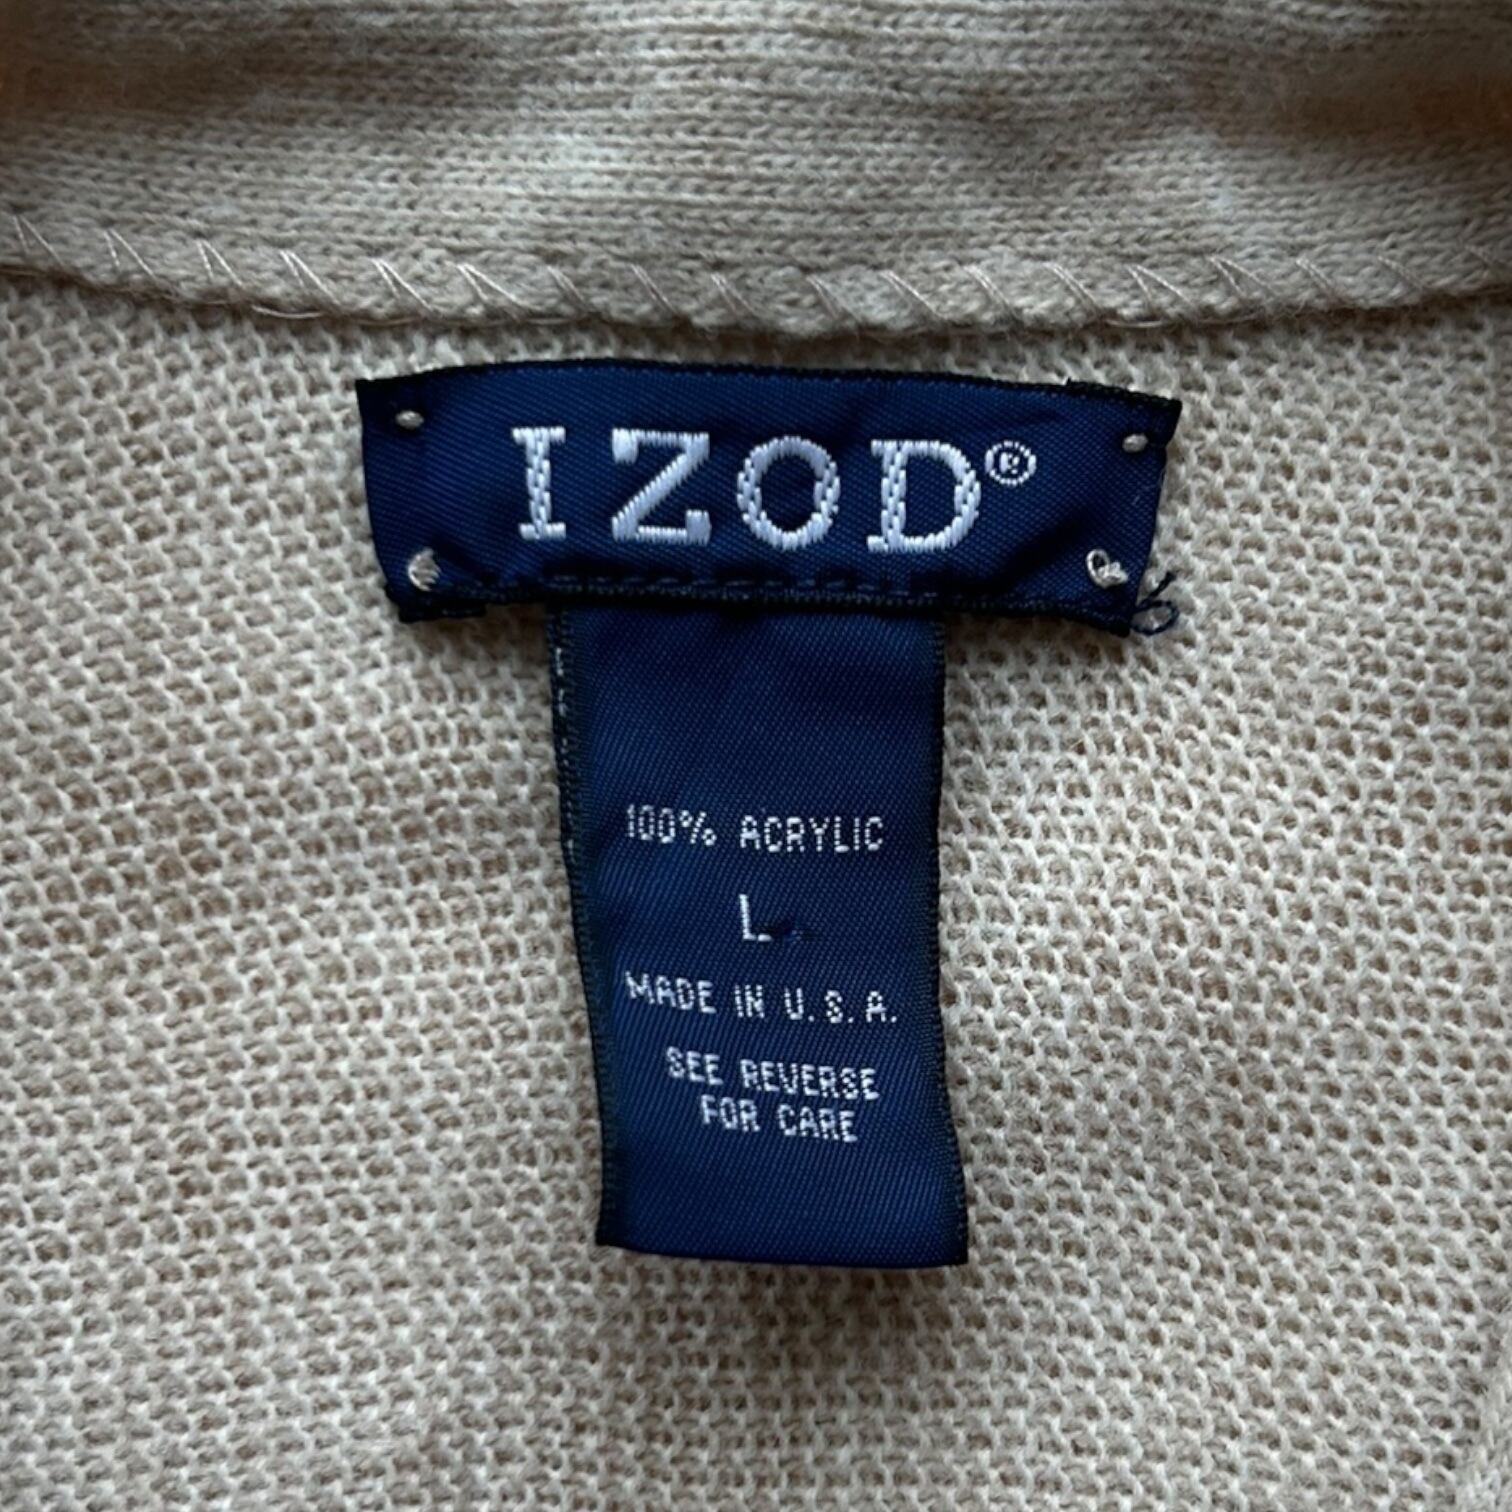 IZOD®
100% ACRYLIC
L
MADE IN U.S.A.
SEE REVERSE
FOR CARE